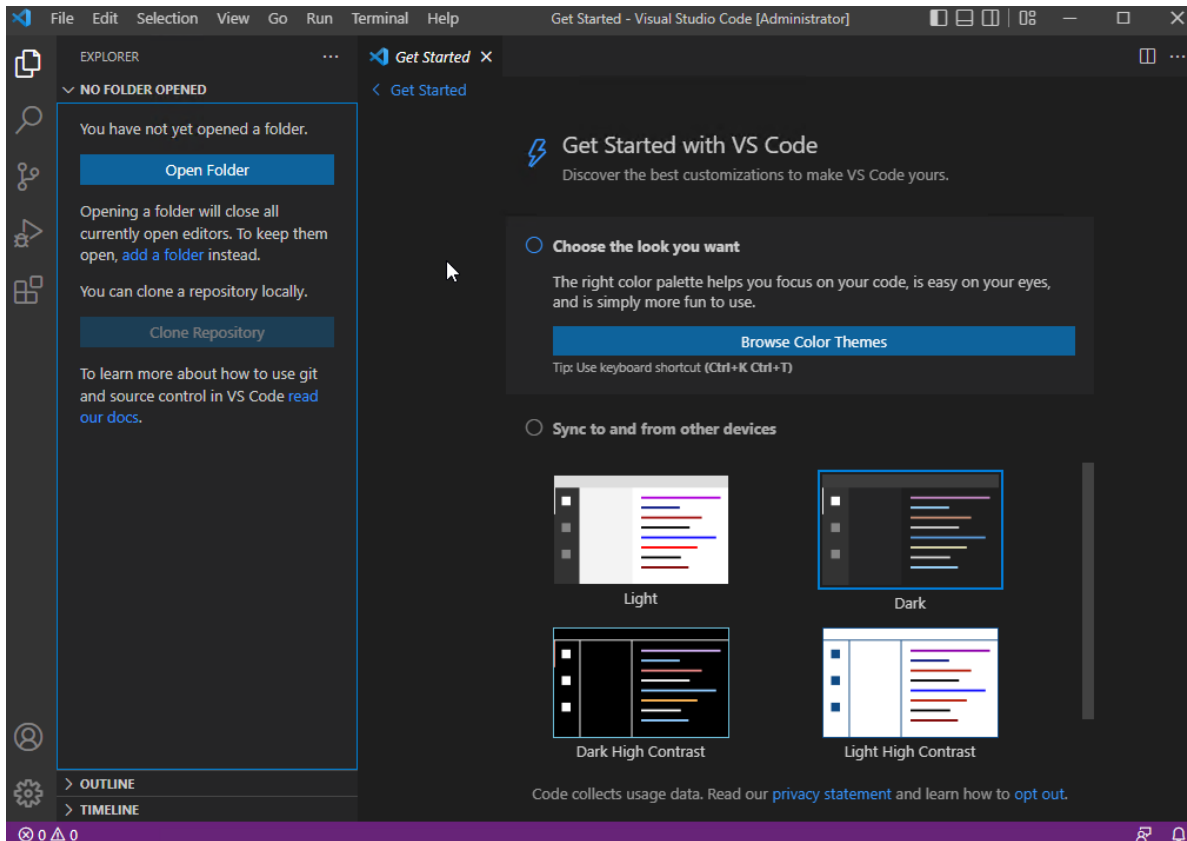 File Edit Selection View Go Run Terminal Help
Get Started - Visual Studio Code [Administrator]
EXPLORER
Get Started
NO FOLDER OPENED
Get Started
You have not yet opened a folder.
Open Folder
Opening a folder will close all
currently open editors. To keep them
open, add a folder instead.
You can clone a repository locally.
Clone Repository
To learn more about how to use git
and source control in VS Code read
our docs.
OUTLINE
TIMELINE
Get Started with VS Code
Discover the best customizations to make VS Code yours.
Choose the look you want
The right color palette helps you focus on your code, is easy on your eyes,
and is simply more fun to use.
Browse Color Themes
Tip: Use keyboard shortcut (Ctrl+K Ctrl+T)
Sync to and from other devices
Light
Dark
Dark High Contrast
Light High Contrast
Code collects usage data. Read our privacy statement and learn how to opt out.
0 0